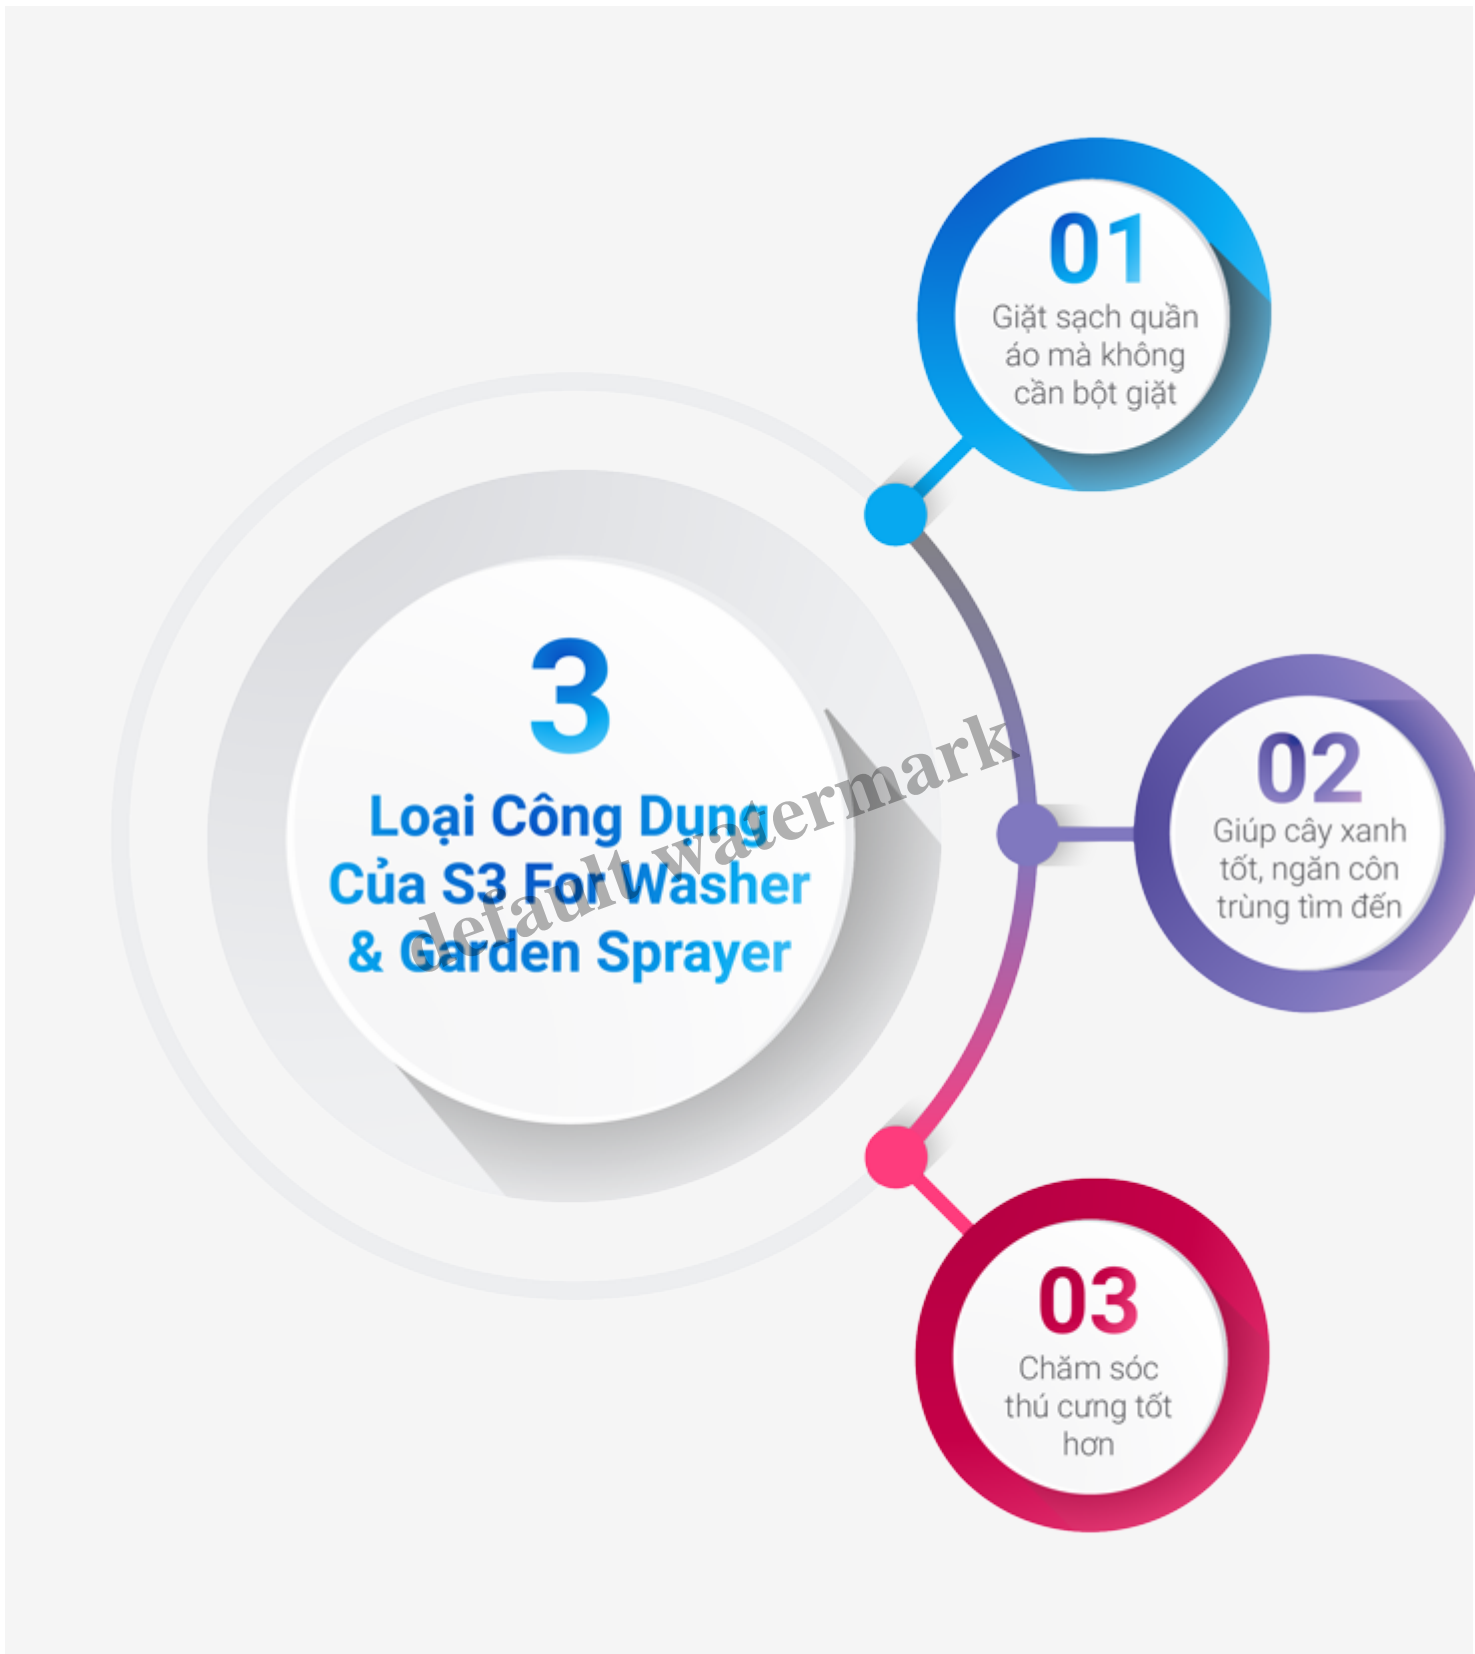 3
Loại Công Dụng
Của S3 For Washer
& Garden Sprayer
default watermark
01
Giặt sạch quần
áo mà không
cần bột giặt
02
Giúp cây xanh
tốt, ngăn côn
trùng tìm đến
03
Chăm sóc
thú cưng tốt
hơn